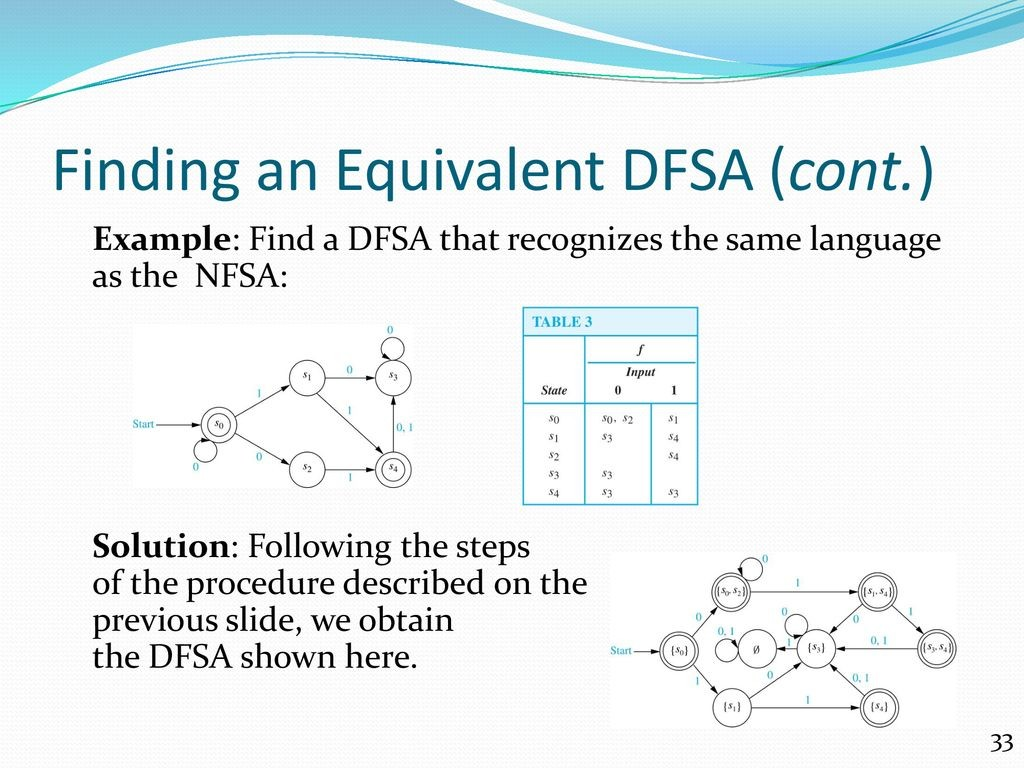 Finding an Equivalent DFSA (cont.)
Example: Find a DFSA that recognizes the same language
as the NFSA:
0
s1
0
s3
1
1
Start
s0
0, 1
0
0
s2
1
s4
TABLE 3
f
Input
State 0 1
s0 s0, s2 s1
s1 s3 s4
s2 s4
s3 s3
s4 s3 s3
Solution: Following the steps
of the procedure described on the
previous slide, we obtain
the DFSA shown here.
0
{s0, s2}
1
{s1, s4}
0
0
0
1
0, 1
Start
{s0}
∅
1
{s3}
0, 1
{s3, s4}
1
0
0, 1
{s1}
1
{s4}
33